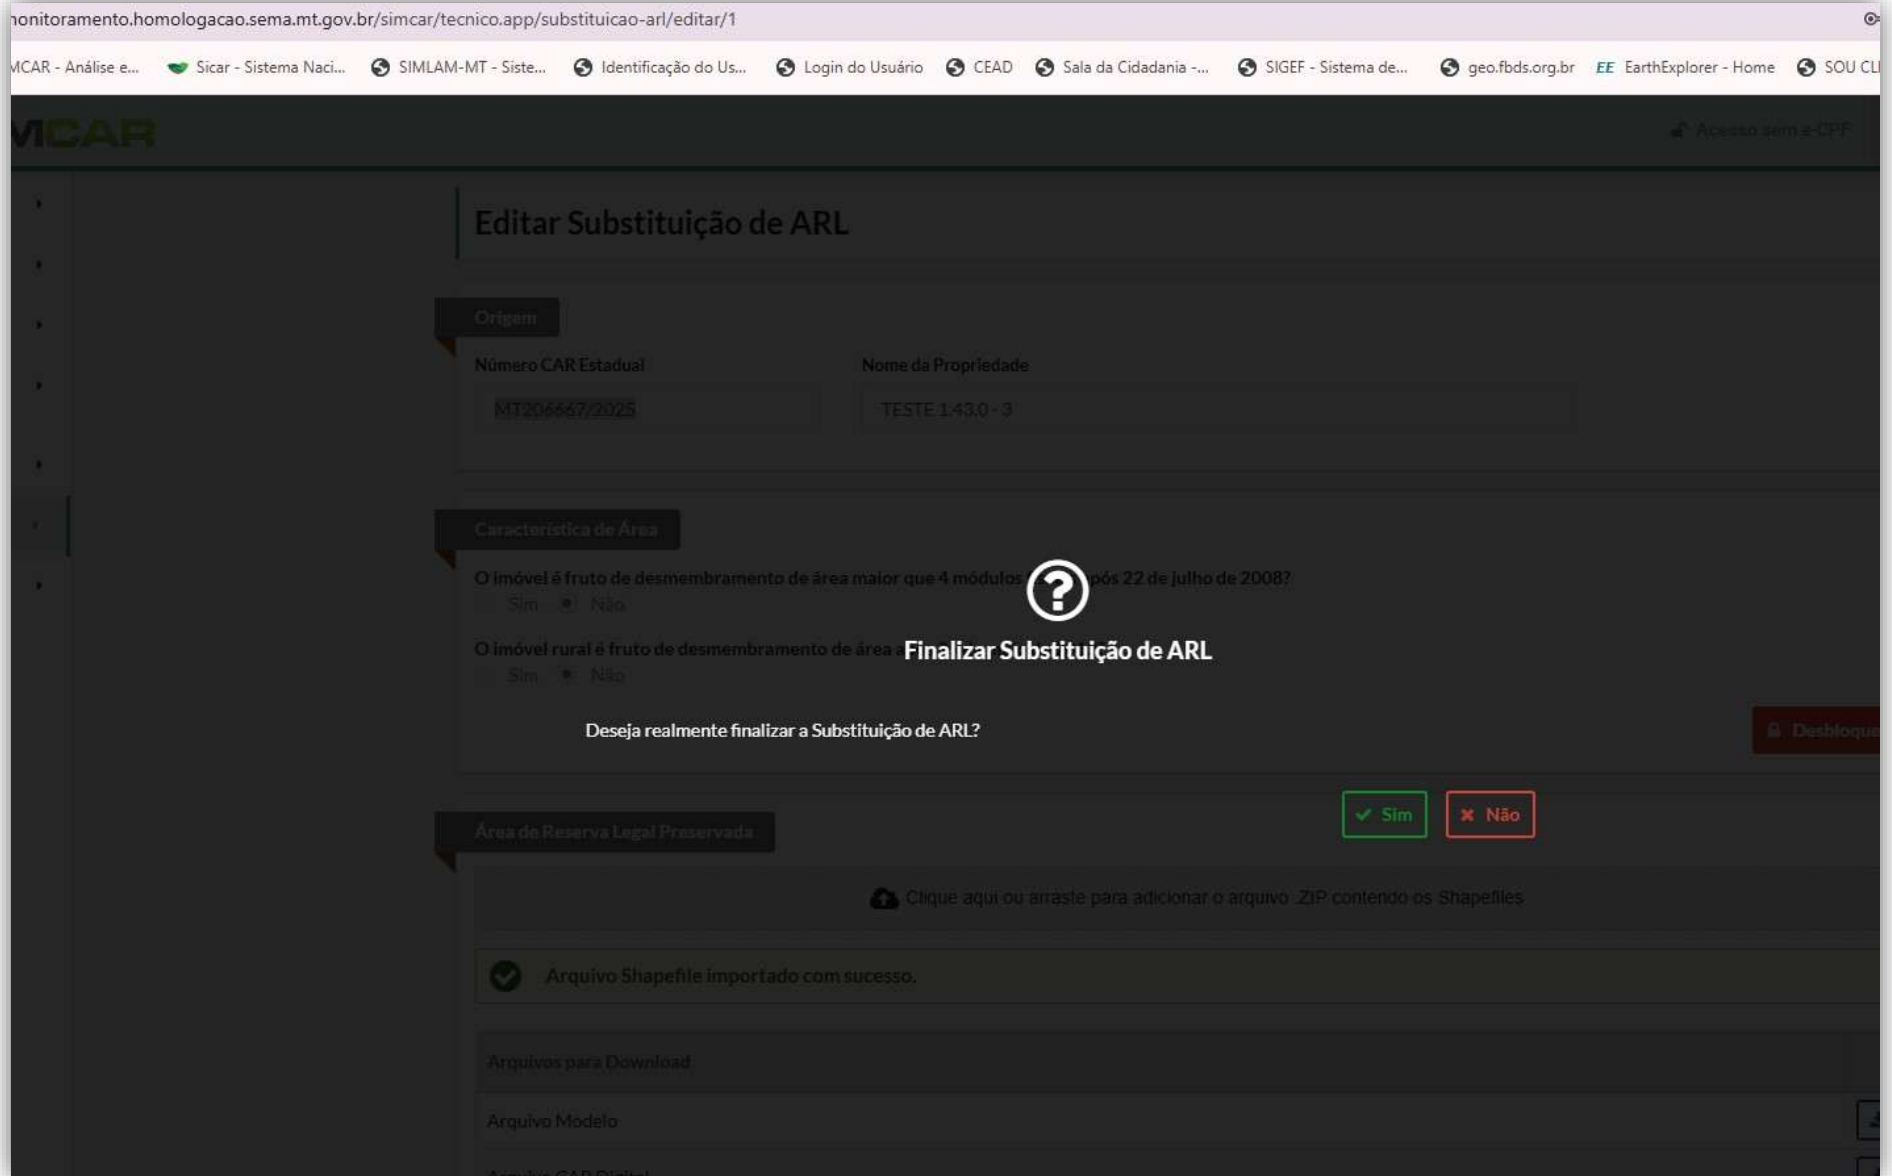 nonitoramento.homologacao.sema.mt.gov.br/simcar/tecnico.app/substituicao-arl/editar/1
MCAR - Análise e... Sicar - Sistema Naci... SIMLAM-MT - Siste... Identificação do Us... Login do Usuário CEAD Sala da Cidadania -... SIGEF - Sistema de... geo.fbds.org.br EE EarthExplorer - Home SOU CLI
MCAR Acesso sem e-CPF
Editar Substituição de ARL
Origem
Número CAR Estadual Nome da Propriedade
MT206667/2025 TESTE 1.43.0 - 3
Característica de Área
O imóvel é fruto de desmembramento de área maior que 4 módulos pós 22 de julho de 2008?
Sim Não
O imóvel rural é fruto de desmembramento de área
Sim Não
Finalizar Substituição de ARL
Deseja realmente finalizar a Substituição de ARL?
Desbloque
Sim Não
Área de Reserva Legal Preservada
Clique aqui ou arraste para adicionar o arquivo .ZIP contendo os Shapefiles
Arquivo Shapefile importado com sucesso.
Arquivos para Download
Arquivo Modelo
Arquivo CAR Digital